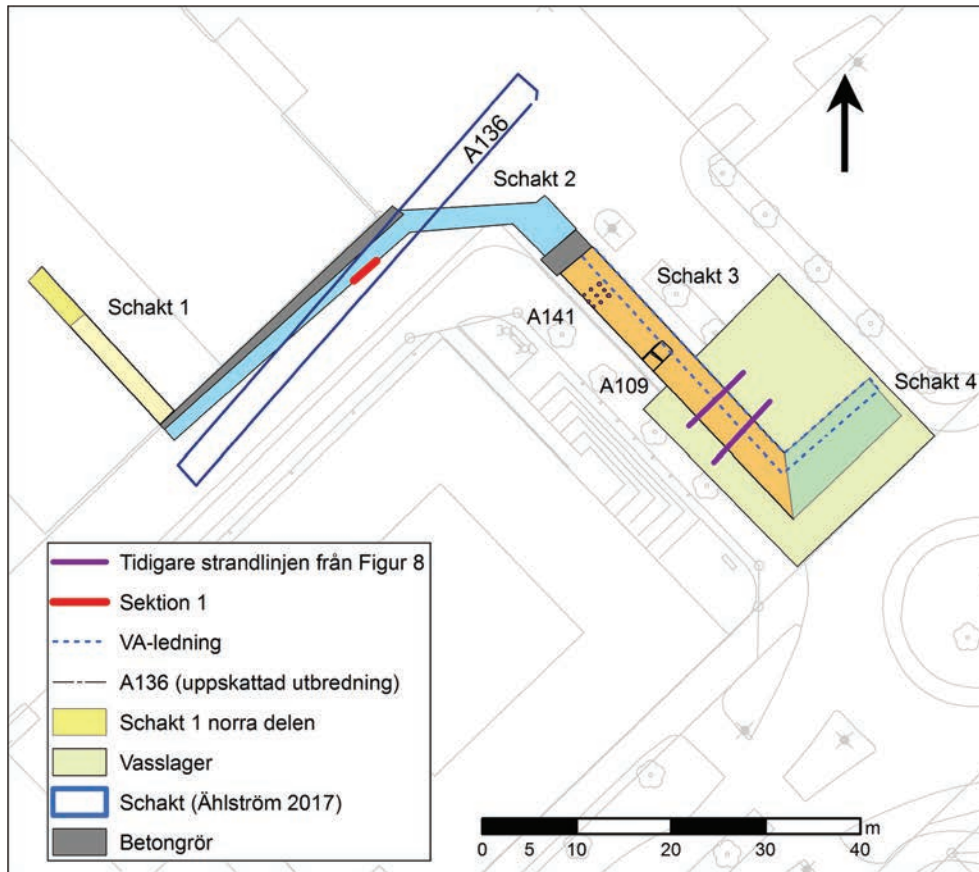 A136
Schakt 2
Schakt 3
Schakt 1
A141
A109
Schakt 4
Tidigare strandlinjen från Figur 8
Sektion 1
VA-ledning
A136 (uppskattad utbredning)
Schakt 1 norra delen
Vasslager
Schakt (Ählström 2017)
Betongrör
m
0 5 10 20 30 40